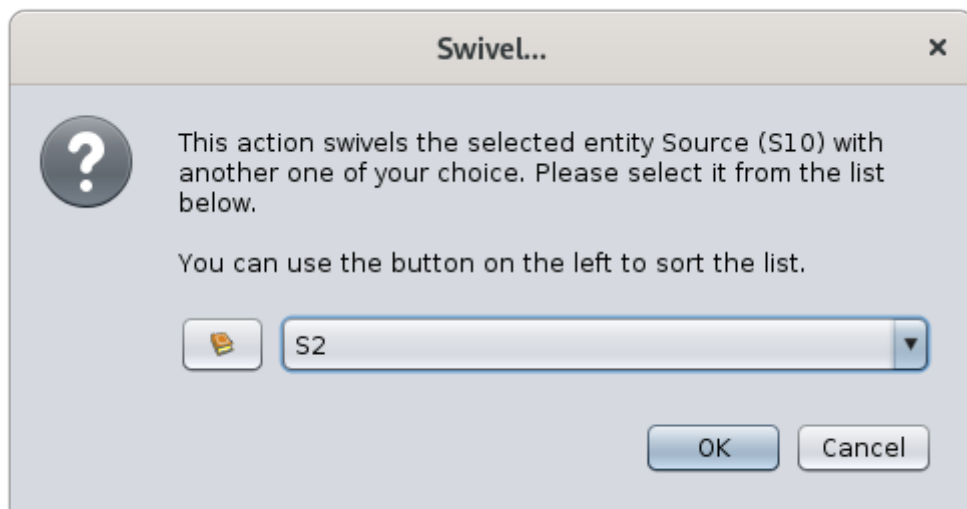 Swivel...
This action swivels the selected entity Source (S10) with
another one of your choice. Please select it from the list
below.
You can use the button on the left to sort the list.
S2
OK Cancel